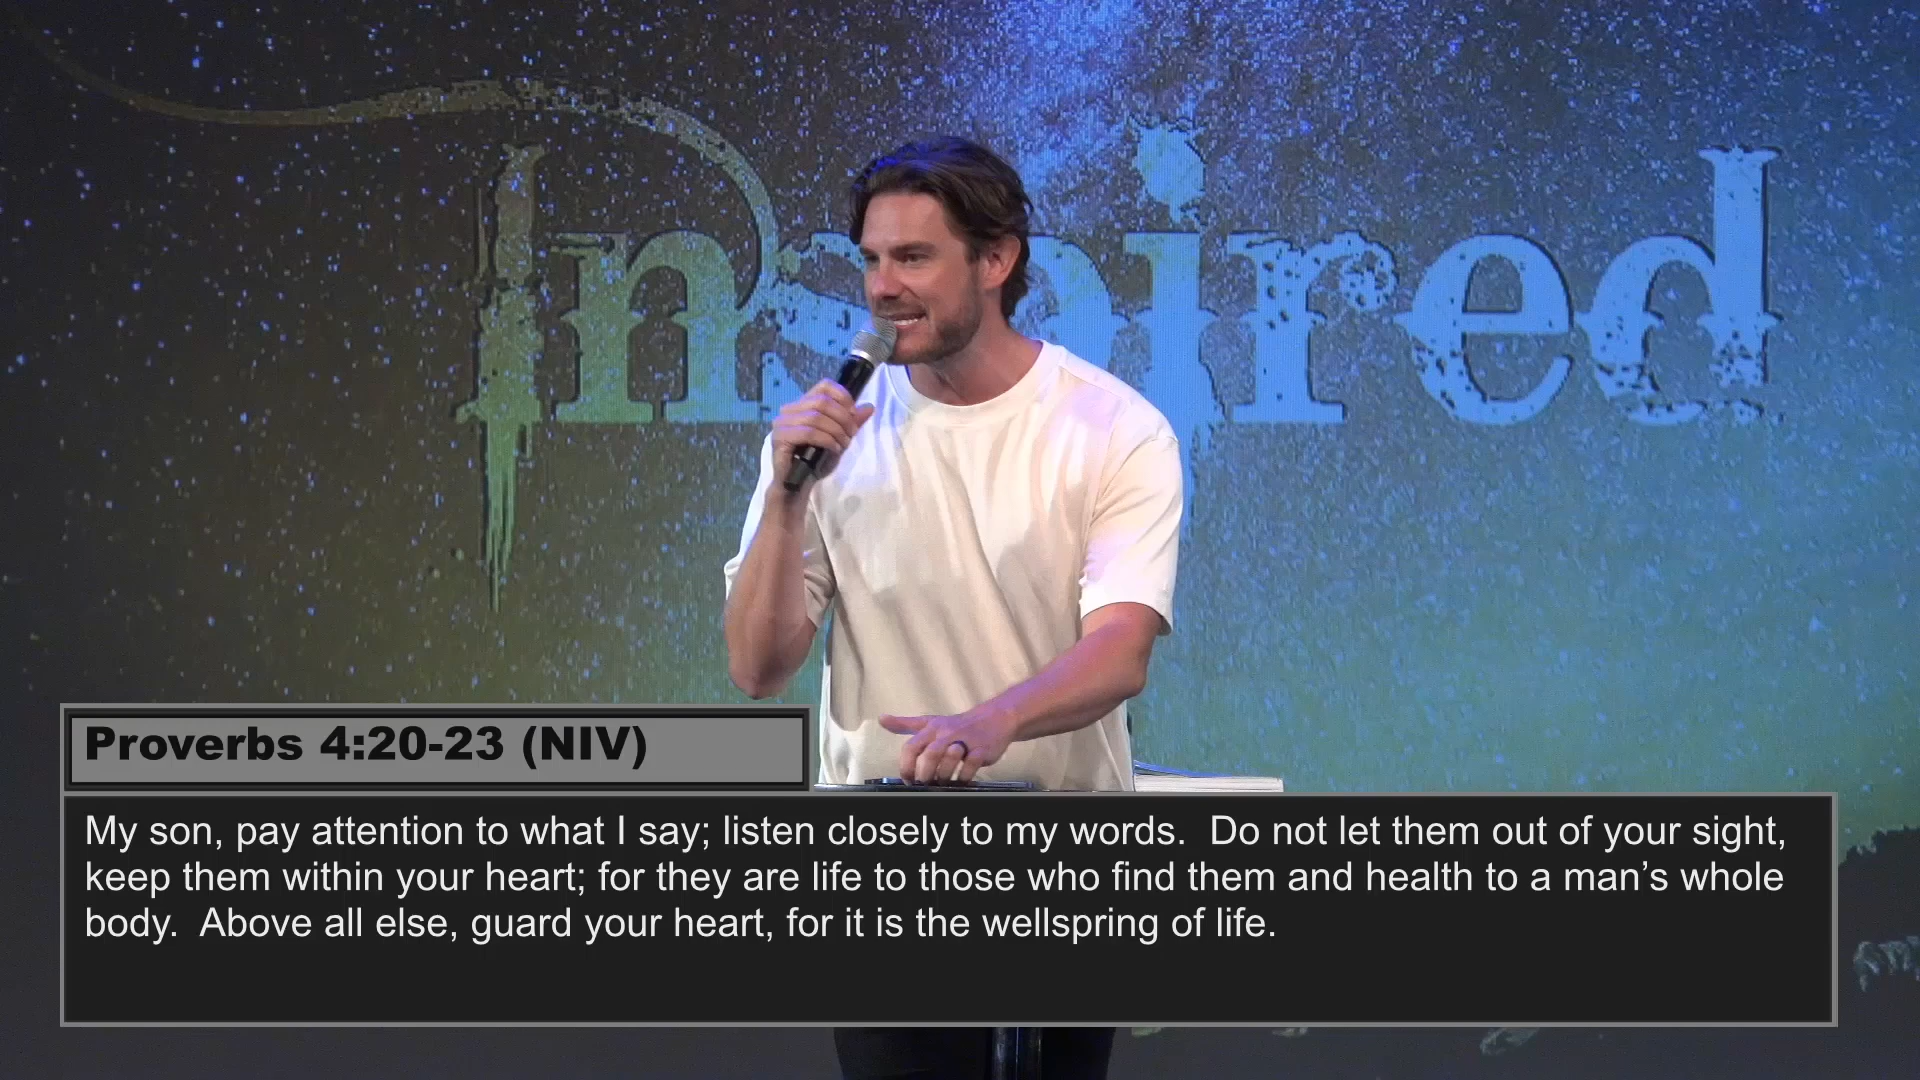 Inspired
Proverbs 4:20-23 (NIV)
My son, pay attention to what I say; listen closely to my words.  Do not let them out of your sight,
keep them within your heart; for they are life to those who find them and health to a man’s whole
body.  Above all else, guard your heart, for it is the wellspring of life.